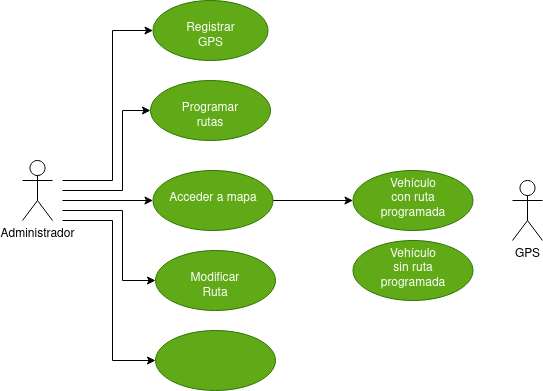 Registrar
GPS
Programar
rutas
Acceder a mapa
Vehículo
con ruta
programada
Administrador
GPS
Vehículo
sin ruta
programada
Modificar
Ruta